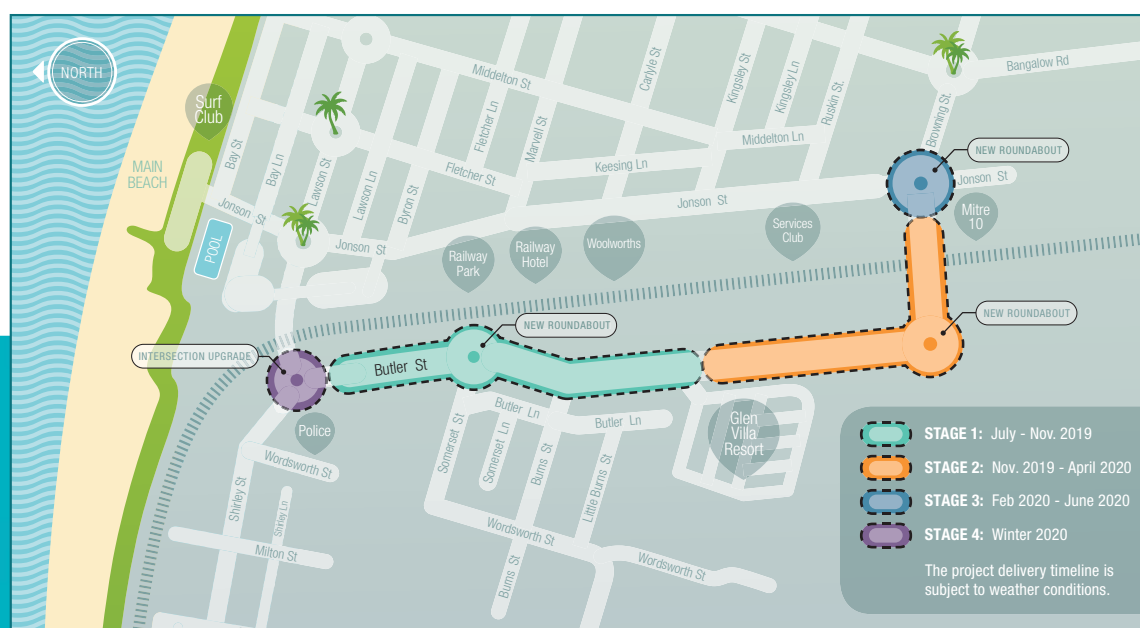 NORTH
Surf
Club
MAIN
BEACH
POOL
Bay St
Bay Ln
Lawson St
Lawson Ln
Byron St
Jonson St
Jonson St
Middelton St
Fletcher Ln
Marvell St
Fletcher St
Carlyle St
Kingsley St
Kingsley Ln
Ruskin St.
Middelton Ln
Keesing Ln
Jonson St
Browning St.
Bangalow Rd
NEW ROUNDABOUT
Jonson St
Mitre
10
Services
Club
Woolworths
Railway
Hotel
Railway
Park
NEW ROUNDABOUT
NEW ROUNDABOUT
INTERSECTION UPGRADE
Butler St
Police
Butler Ln
Butler Ln
Somerset St
Somerset Ln
Burns St
Little Burns St
Glen
Villa
Resort
Wordsworth St
Shirley St
Shirley Ln
Milton St
Wordsworth St
Burns St
Wordsworth St
STAGE 1: July - Nov. 2019
STAGE 2: Nov. 2019 - April 2020
STAGE 3: Feb 2020 - June 2020
STAGE 4: Winter 2020
The project delivery timeline is
subject to weather conditions.